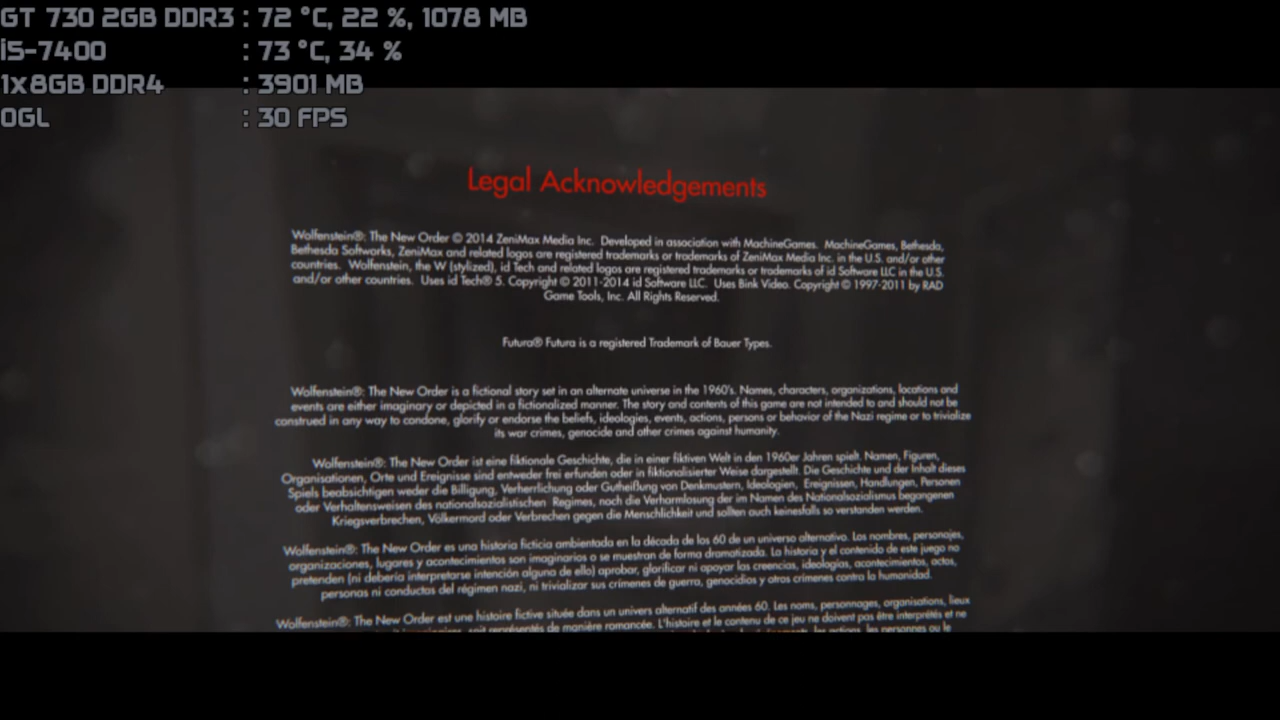 GT 730 2GB DDR3 : 72 °C, 22 %, 1078 MB
i5-7400 : 73 °C, 34 %
1x8GB DDR4 : 3901 MB
OGL : 30 FPS
Legal Acknowledgements
Wolfenstein®: The New Order © 2014 ZeniMax Media Inc. Developed in association with MachineGames. MachineGames, Bethesda,
Bethesda Softworks, ZeniMax and related logos are registered trademarks or trademarks of ZeniMax Media Inc. in the U.S. and/or other
countries. Wolfenstein, the W (stylized), id Tech and related logos are registered trademarks or trademarks of id Software LLC in the U.S.
and/or other countries. Uses id Tech® 5. Copyright © 2011-2014 id Software LLC. Uses Bink Video. Copyright © 1997-2011 by RAD
Game Tools, Inc. All Rights Reserved.
Futura® Futura is a registered Trademark of Bauer Types.
Wolfenstein®: The New Order is a fictional story set in an alternate universe in the 1960's. Names, characters, organizations, locations and
events are either imaginary or depicted in a fictionalized manner. The story and contents of this game are not intended to and should not be
construed in any way to condone, glorify or endorse the beliefs, ideologies, events, actions, persons or behavior of the Nazi regime or to trivialize
its war crimes, genocide and other crimes against humanity.
Wolfenstein®: The New Order ist eine fiktionale Geschichte, die in einer fiktiven Welt in den 1960er Jahren spielt. Namen, Figuren,
Organisationen, Orte und Ereignisse sind entweder frei erfunden oder in fiktionalisierter Weise dargestellt. Die Geschichte und der Inhalt dieses
Spiels beabsichtigen weder die Billigung, Verherrlichung oder Gutheißung von Denkmustern, Ideologien, Ereignissen, Handlungen, Personen
oder Verhaltensweisen des nationalsozialistischen Regimes, noch die Verharmlosung der im Namen des Nationalsozialismus begangenen
Kriegsverbrechen, Völkermord oder Verbrechen gegen die Menschlichkeit und sollten auch keinesfalls so verstanden werden.
Wolfenstein®: The New Order es una historia ficticia ambientada en la década de los 60 de un universo alternativo. Los nombres, personajes,
organizaciones, lugares y acontecimientos son imaginarios o se muestran de forma dramatizada. La historia y el contenido de este juego no
pretenden (ni debería interpretarse intención alguna de ello) aprobar, glorificar ni apoyar las creencias, ideologías, acontecimientos, actos,
personas ni conductas del régimen nazi, ni trivializar sus crímenes de guerra, genocidios y otros crímenes contra la humanidad.
Wolfenstein®: The New Order est une histoire fictive située dans un univers alternatif des années 60. Les noms, personnages, organisations, lieux
soit représentés de manière romancée. L'histoire et le contenu de ce jeu ne doivent pas être interprétés et ne